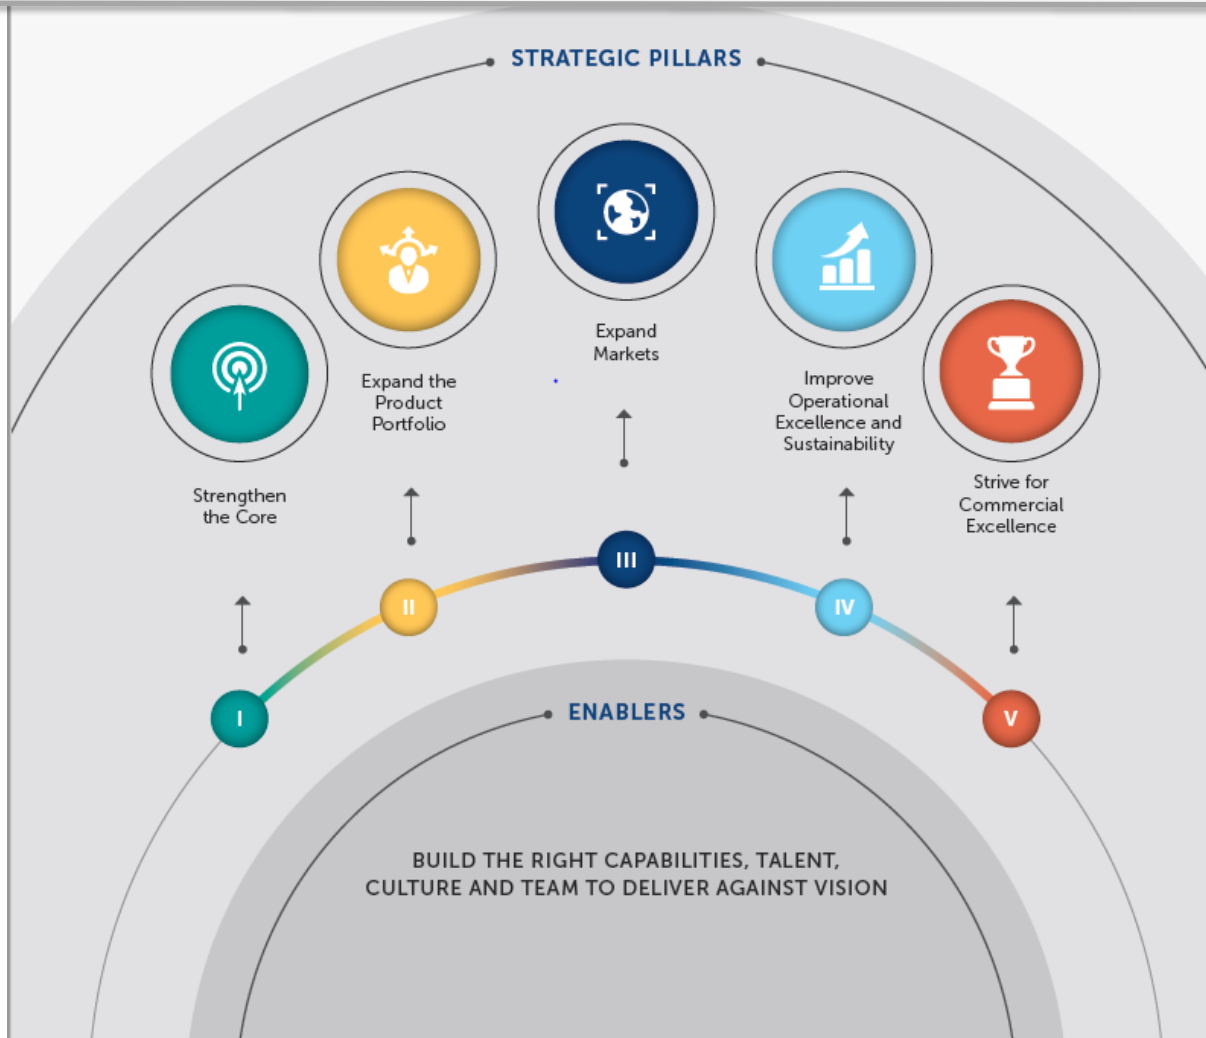 STRATEGIC PILLARS
Strengthen
the Core
Expand the
Product
Portfolio
Expand
Markets
Improve
Operational
Excellence and
Sustainability
Strive for
Commercial
Excellence
I
II
III
IV
V
ENABLERS
BUILD THE RIGHT CAPABILITIES, TALENT,
CULTURE AND TEAM TO DELIVER AGAINST VISION